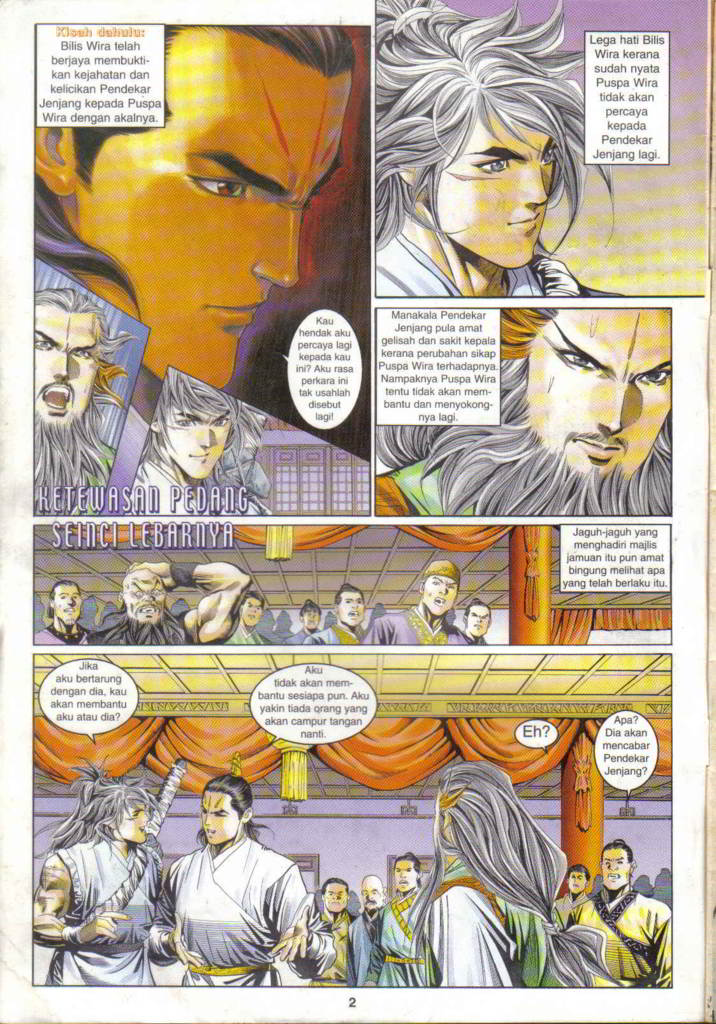 Kisah dahulu:
Bilis Wira telah
berjaya membukti-
kan kejahatan dan
kelicikan Pendekar
Jenjang kepada Puspa
Wira dengan akalnya.
Lega hati Bilis
Wira kerana
sudah nyata
Puspa Wira
tidak akan
percaya
kepada
Pendekar
Jenjang lagi.
Kau
hendak aku
percaya lagi
kepada kau
ini? Aku rasa
perkara ini
tak usahlah
disebut
lagi!
Manakala Pendekar
Jenjang pula amat
gelisah dan sakit kepala
kerana perubahan sikap
Puspa Wira terhadapnya.
Nampaknya Puspa Wira
tentu tidak akan mem-
bantu dan menyokong-
nya lagi.
KETEWASAN PEDANG
SEINCI LEBARNYA
Jaguh-jaguh yang
menghadiri majlis
jamuan itu pun amat
bingung melihat apa
yang telah berlaku itu.
Jika
aku bertarung
dengan dia, kau
akan membantu
aku atau dia?
Aku
tidak akan mem-
bantu sesiapa pun. Aku
yakin tiada orang yang
akan campur tangan
nanti.
Eh?
Apa?
Dia akan
mencabar
Pendekar
Jenjang?
2